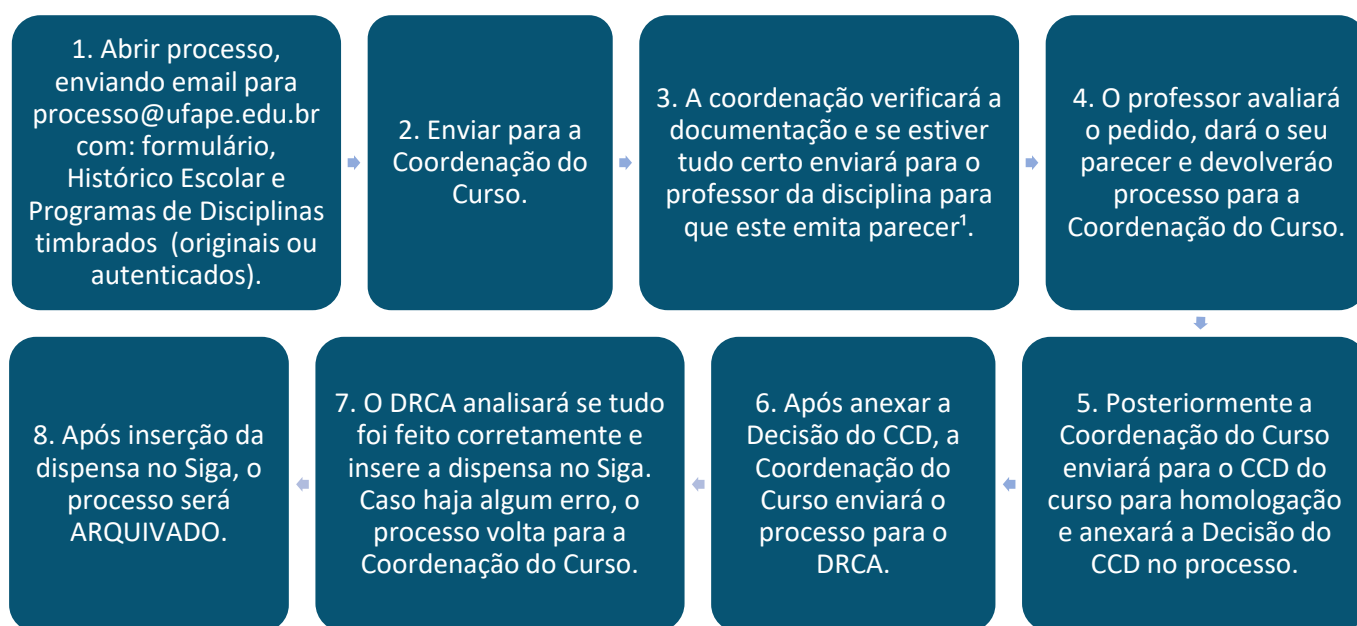 1. Abrir processo,
enviando email para
processo@ufape.edu.br
com: formulário,
Histórico Escolar e
Programas de Disciplinas
timbrados (originais ou
autenticados).
2. Enviar para a
Coordenação do
Curso.
3. A coordenação verificará a
documentação e se estiver
tudo certo enviará para o
professor da disciplina para
que este emita parecer¹.
4. O professor avaliará
o pedido, dará o seu
parecer e devolveráo
processo para a
Coordenação do Curso.
5. Posteriormente a
Coordenação do Curso
enviará para o CCD do
curso para homologação
e anexará a Decisão do
CCD no processo.
6. Após anexar a
Decisão do CCD, a
Coordenação do
Curso enviará o
processo para o
DRCA.
7. O DRCA analisará se tudo
foi feito corretamente e
insere a dispensa no Siga.
Caso haja algum erro, o
processo volta para a
Coordenação do Curso.
8. Após inserção da
dispensa no Siga, o
processo será
ARQUIVADO.